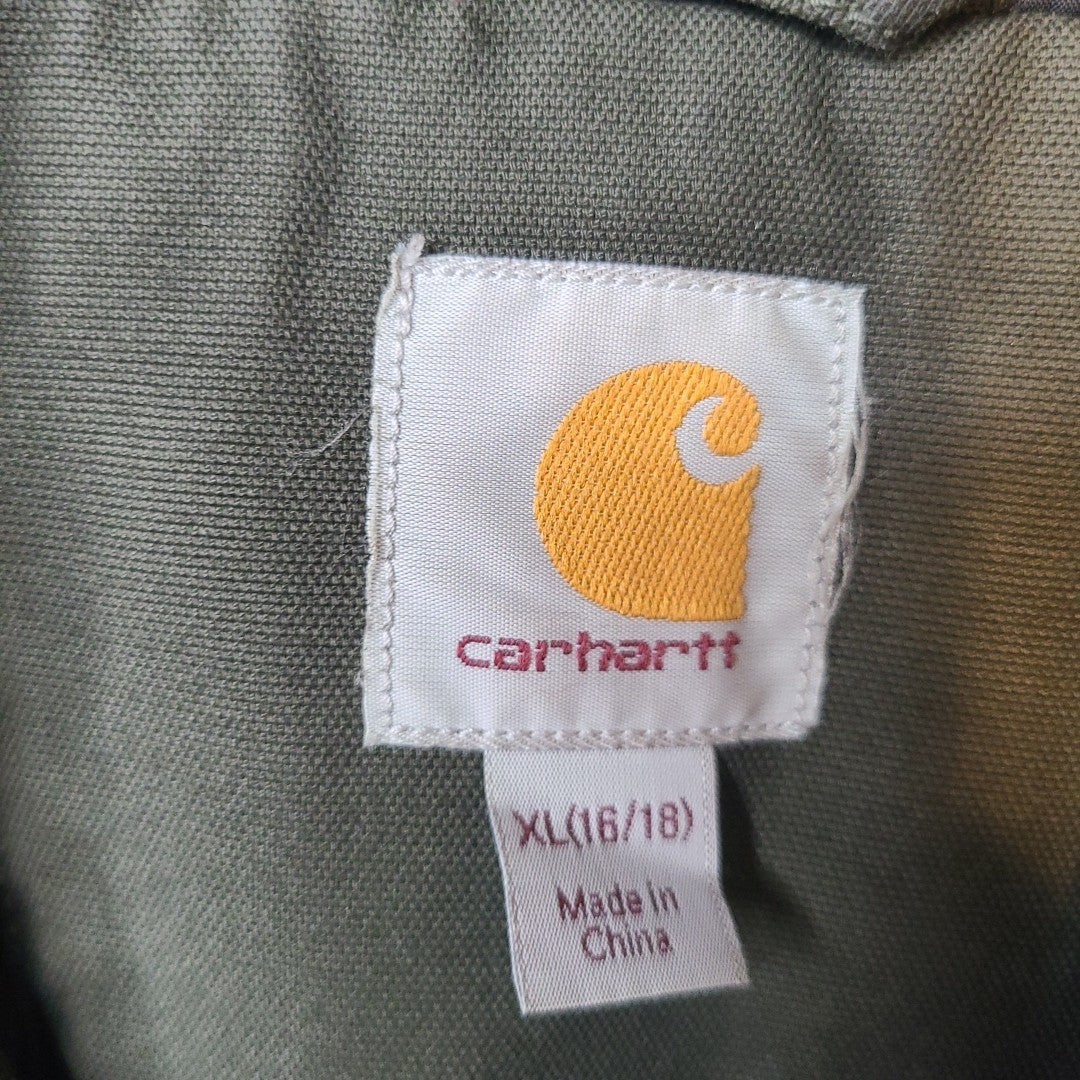 carhartt
XL(16/18)
Made in
China